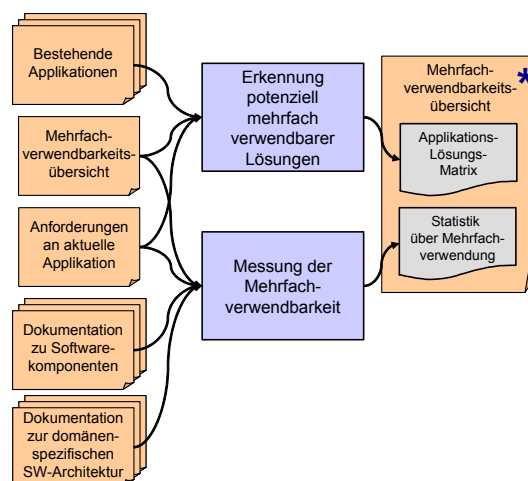 Bestehende
Applikationen
Mehrfach-
verwendbarkeits-
übersicht
Anforderungen
an aktuelle
Applikation
Dokumentation
zu Software-
komponenten
Dokumentation
zur domänen-
spezifischen
SW-Architektur
Erkennung
potenziell
mehrfach
verwendbarer
Lösungen
Messung der
Mehrfach-
verwendbarkeit
Mehrfach-
verwendbarkeits-
übersicht
*
Applikations-
Lösungs-
Matrix
Statistik
über Mehrfach-
verwendung